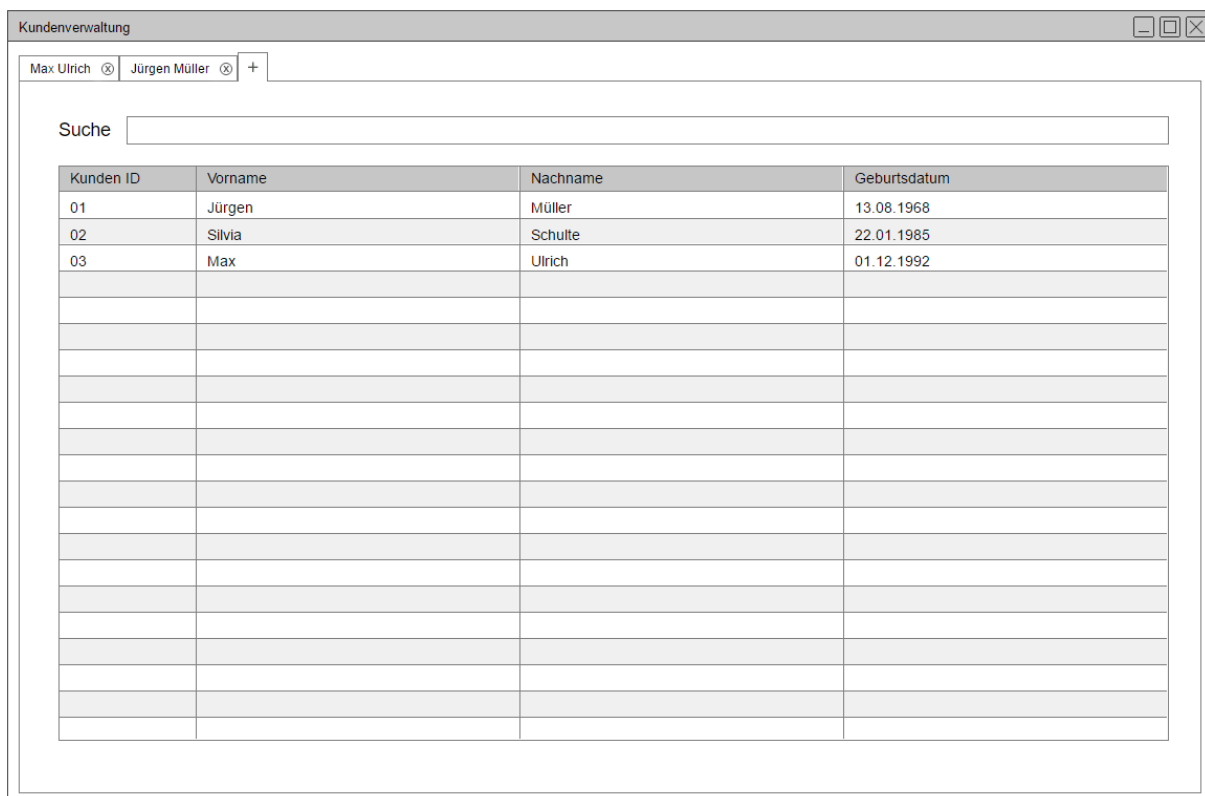 Kundenverwaltung
Max Ulrich Jürgen Müller +
Suche
Kunden ID Vorname Nachname Geburtsdatum
01 Jürgen Müller 13.08.1968
02 Silvia Schulte 22.01.1985
03 Max Ulrich 01.12.1992